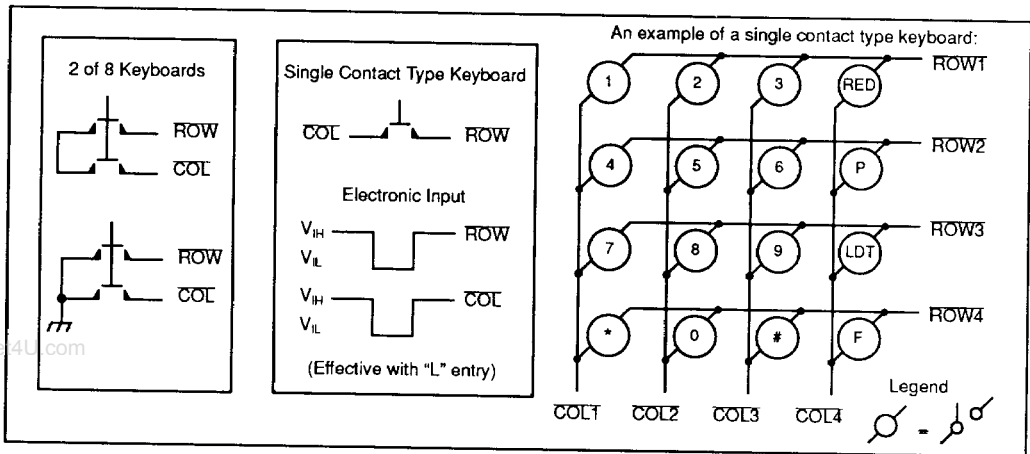 2 of 8 Keyboards
ROW
COL
ROW
COL
Single Contact Type Keyboard
COL ROW
Electronic Input
VIH ROW
VIL
VIH COL
VIL
(Effective with “L” entry)
An example of a single contact type keyboard:
1 2 3 RED ROW1
4 5 6 P ROW2
7 8 9 LDT ROW3
* 0 # F ROW4
COL1 COL2 COL3 COL4
Legend
=
et4U.com